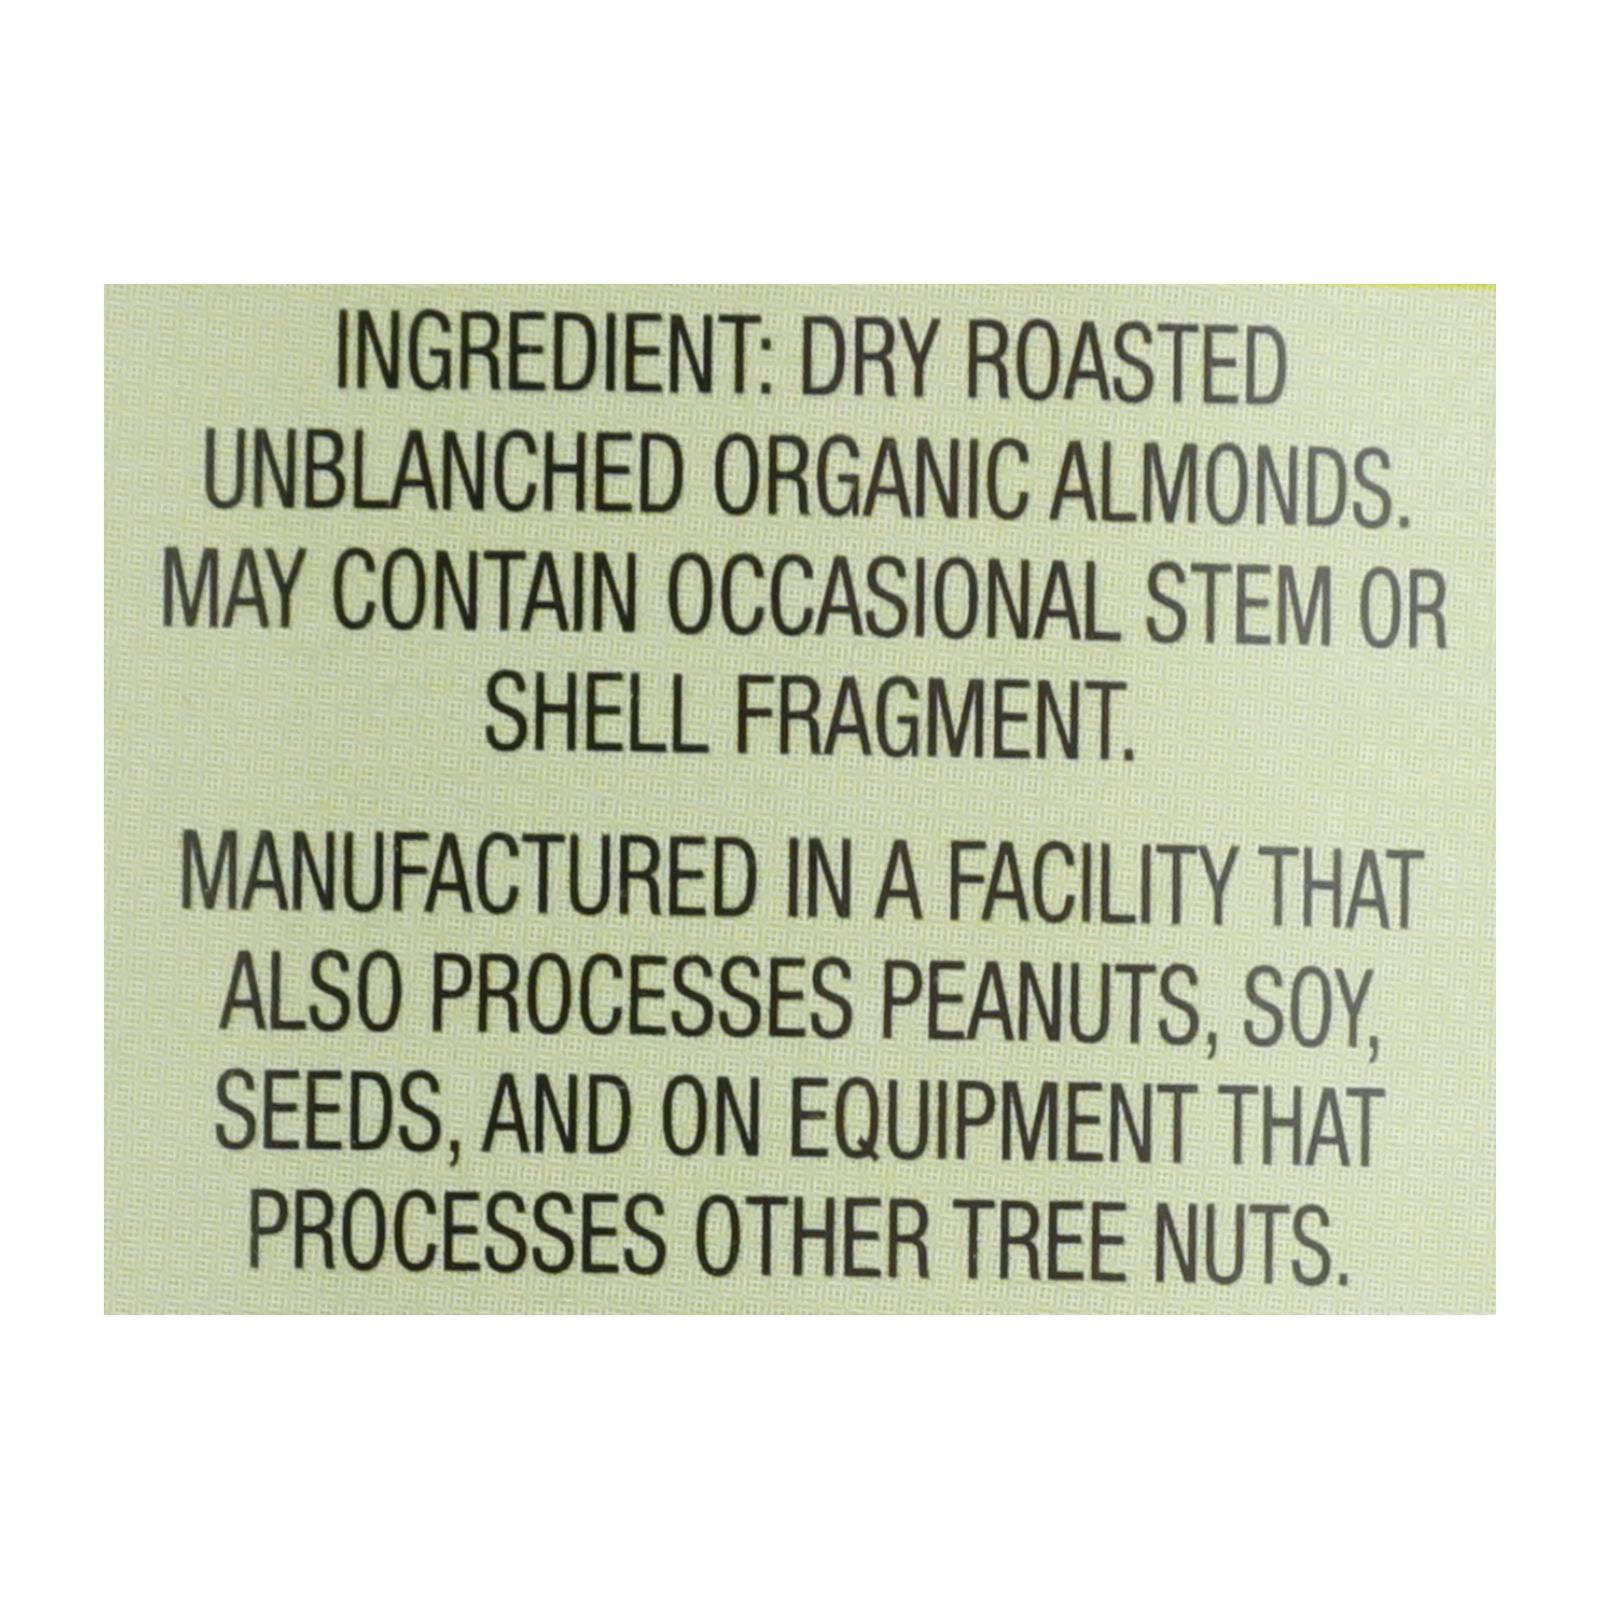 INGREDIENT: DRY ROASTED
UNBLANCHED ORGANIC ALMONDS.
MAY CONTAIN OCCASIONAL STEM OR
SHELL FRAGMENT.
MANUFACTURED IN A FACILITY THAT
ALSO PROCESSES PEANUTS, SOY,
SEEDS, AND ON EQUIPMENT THAT
PROCESSES OTHER TREE NUTS.